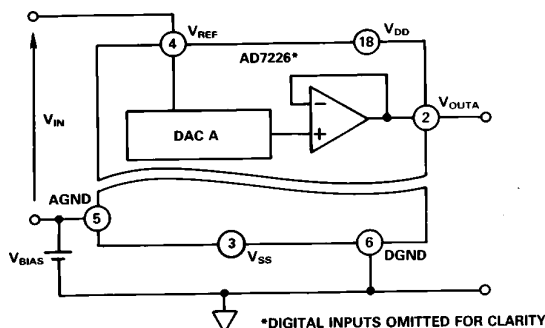 4
VREF
18
VDD
AD7226*
2
VOUTA
VIN
DAC A
−
+
AGND
5
3
VSS
6
DGND
VBIAS
*DIGITAL INPUTS OMITTED FOR CLARITY